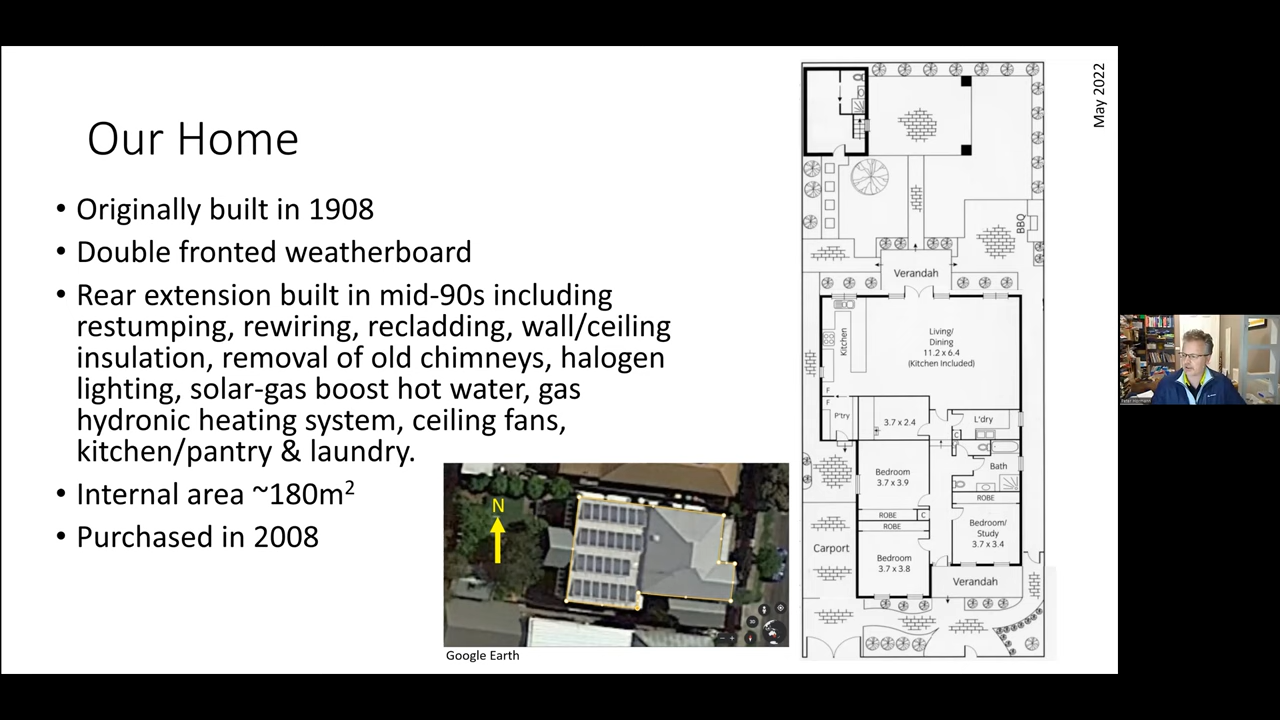 Our Home
• Originally built in 1908
• Double fronted weatherboard
• Rear extension built in mid-90s including
restumping, rewiring, recladding, wall/ceiling
insulation, removal of old chimneys, halogen
lighting, solar-gas boost hot water, gas
hydronic heating system, ceiling fans,
kitchen/pantry & laundry.
• Internal area ~180m²
• Purchased in 2008
N
Google Earth
May 2022
BBQ
Verandah
Kitchen
Living/
Dining
11.2 x 6.4
(Kitchen Included)
F
F
P'try
3.7 x 2.4
L'dry
C
Bedroom
3.7 x 3.9
Bath
ROBE
ROBE
C
ROBE
Bedroom/
Study
3.7 x 3.4
Carport
Bedroom
3.7 x 3.8
Verandah